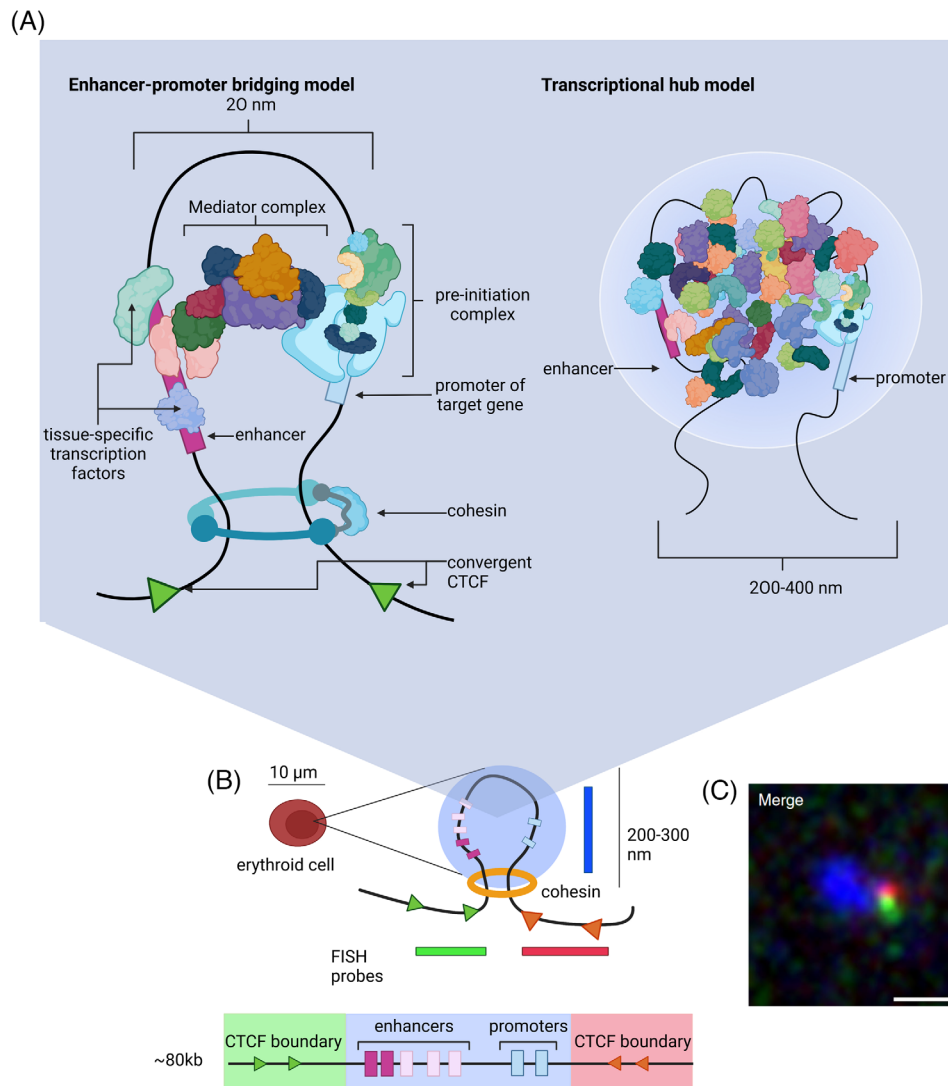 (A)
Enhancer-promoter bridging model
20 nm
Transcriptional hub model
Mediator complex
pre-initiation
complex
promoter of
target gene
enhancer
tissue-specific
transcription
factors
cohesin
convergent
CTCF
enhancer
promoter
200-400 nm
(B)
10 μm
erythroid cell
200-300
nm
cohesin
FISH
probes
(C)
Merge
~80kb
CTCF boundary
enhancers
promoters
CTCF boundary